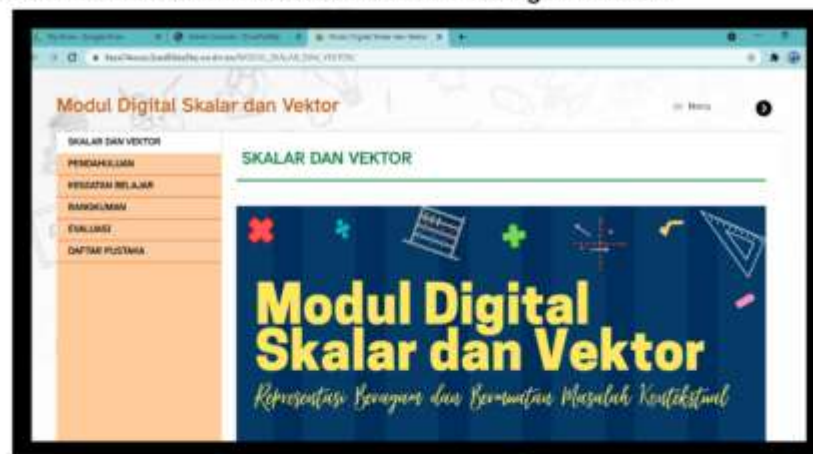 Modul Digital Skalar dan Vektor
Menu
SKALAR DAN VEKTOR
PENDAHULUAN
KEGIATAN BELAJAR
RANGKUMAN
EVALUASI
DAFTAR PUSTAKA
SKALAR DAN VEKTOR
Modul Digital
Skalar dan Vektor
Representasi Beragam dan Bermuatan Masalah Kontekstual